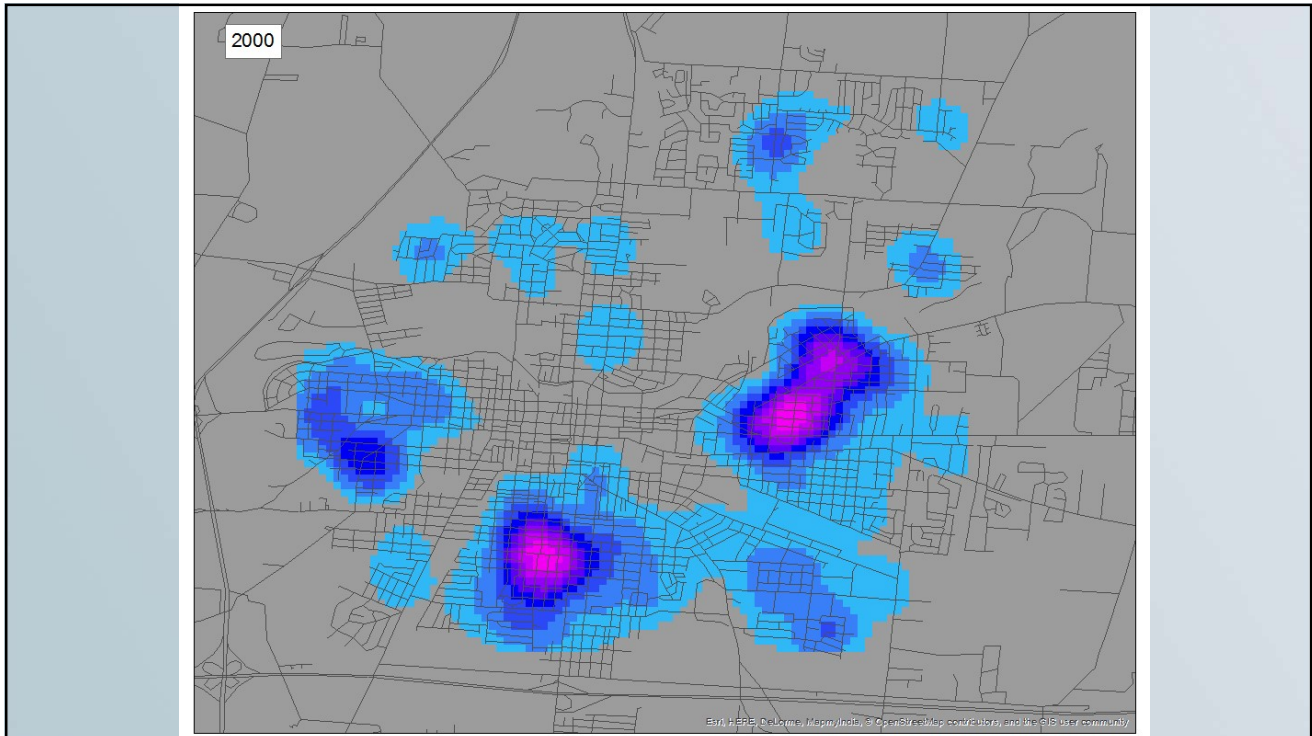 2000
Esri, HERE, DeLorme, MapmyIndia, © OpenStreetMap contributors, and the GIS user community